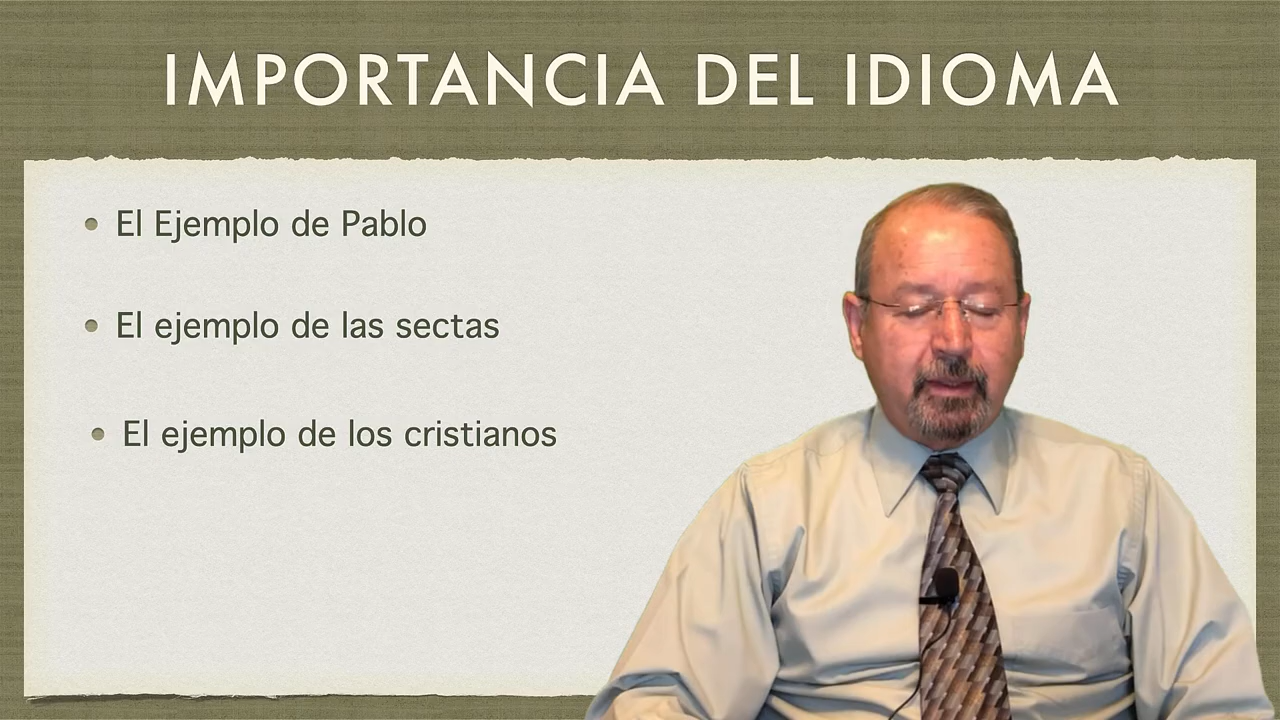 IMPORTANCIA DEL IDIOMA
• El Ejemplo de Pablo
• El ejemplo de las sectas
• El ejemplo de los cristianos